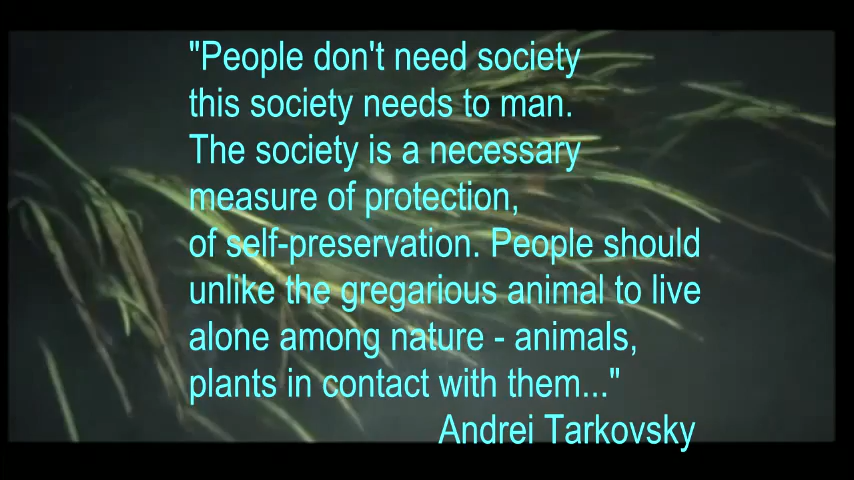 "People don't need society
this society needs to man.
The society is a necessary
measure of protection,
of self-preservation. People should
unlike the gregarious animal to live
alone among nature - animals,
plants in contact with them..."
Andrei Tarkovsky